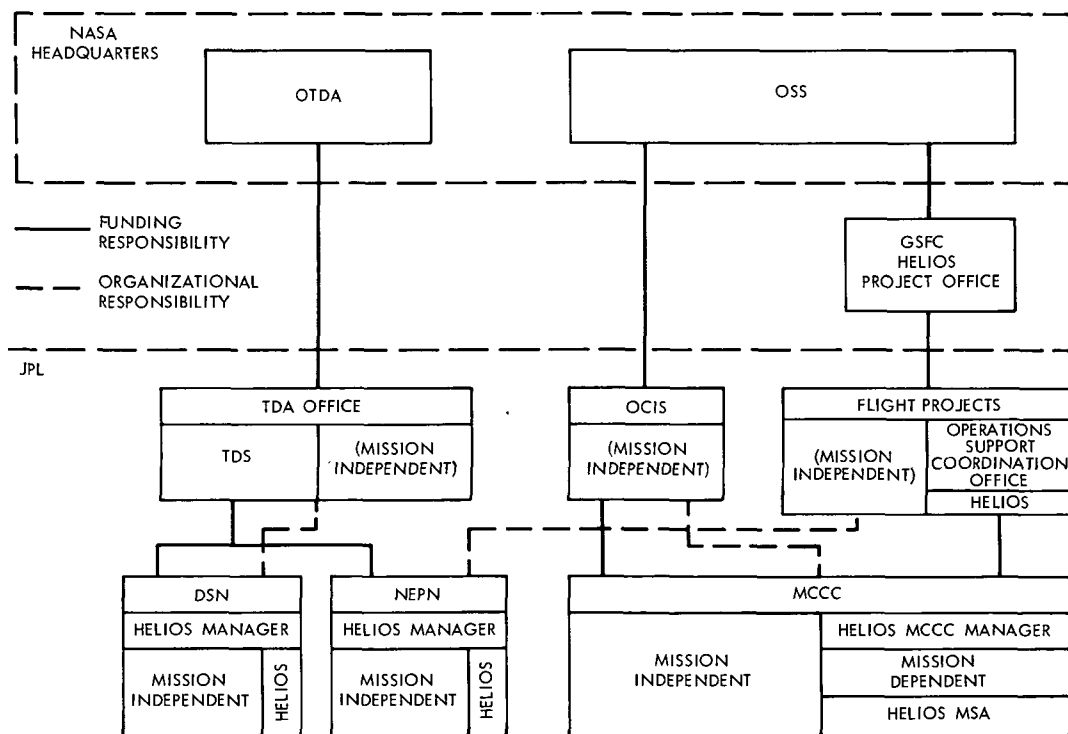 NASA
HEADQUARTERS
OTDA
OSS
FUNDING
RESPONSIBILITY
ORGANIZATIONAL
RESPONSIBILITY
GSFC
HELIOS
PROJECT OFFICE
JPL
TDA OFFICE
TDS
(MISSION
INDEPENDENT)
OCIS
(MISSION
INDEPENDENT)
FLIGHT PROJECTS
(MISSION
INDEPENDENT)
OPERATIONS
SUPPORT
COORDINATION
OFFICE
HELIOS
DSN
HELIOS MANAGER
MISSION
INDEPENDENT
HELIOS
NEPN
HELIOS MANAGER
MISSION
INDEPENDENT
HELIOS
MCCC
MISSION
INDEPENDENT
HELIOS MCCC MANAGER
MISSION
DEPENDENT
HELIOS MSA